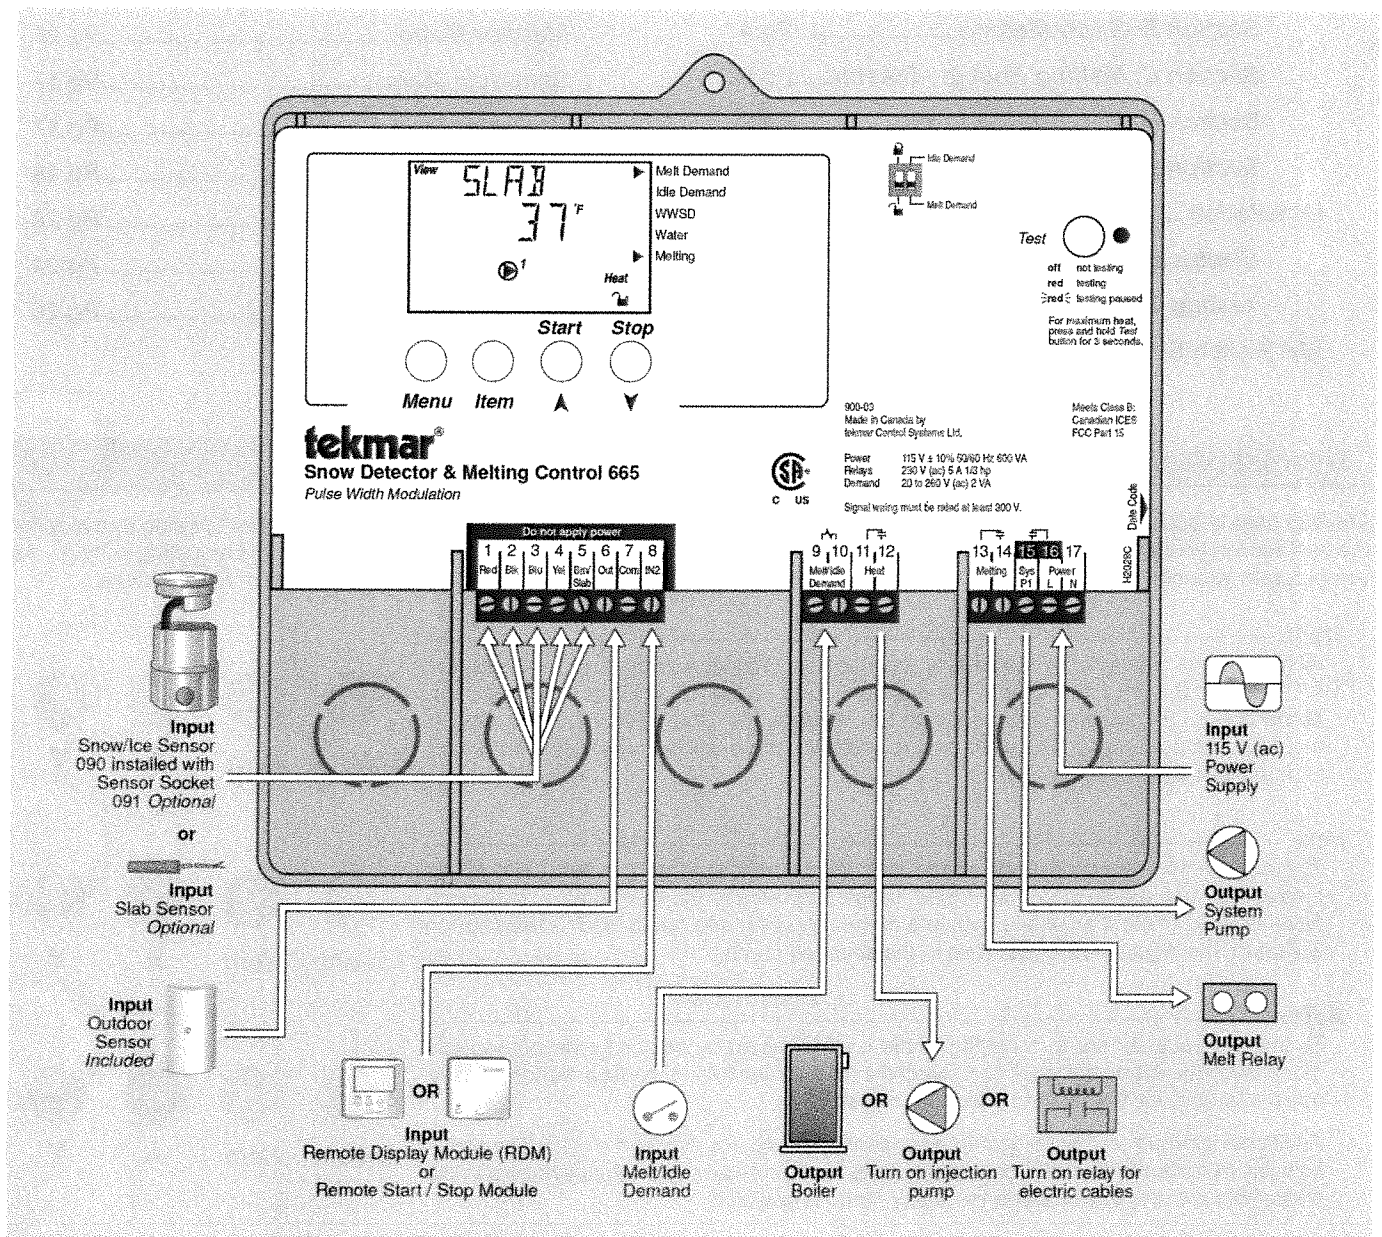 View
SLAB
37 °F
1
Heat
Melt Demand
Idle Demand
WWSD
Water
Melting
Start Stop
Menu Item
Idle Demand
Melt Demand
Test
off not testing
red testing
red testing paused
For maximum heat,
press and hold Test
button for 3 seconds.
tekmar®
Snow Detector & Melting Control 665
Pulse Width Modulation
900-03
Made in Canada by
tekmar Control Systems Ltd.
Meets Class B:
Canadian ICES
FCC Part 15
Power 115 V ± 10% 50/60 Hz 600 VA
Relays 230 V (ac) 5 A 1/3 hp
Demand 20 to 260 V (ac) 2 VA
Signal wiring must be rated at least 300 V.
C US
Date Code
H2028C
Do not apply power
1 2 3 4 5 6 7 8
Red Blk Blu Yel Brn/ Out Com IN2
Slab
9 10 11 12
Melt/Idle Heat
Demand
13 14 15 16 17
Melting Sys Power
P1 L N
Input
Snow/Ice Sensor
090 installed with
Sensor Socket
091 Optional
or
Input
Slab Sensor
Optional
Input
Outdoor
Sensor
Included
OR
Input
Remote Display Module (RDM)
or
Remote Start / Stop Module
Input
Melt/Idle
Demand
Output
Boiler
OR
Output
Turn on injection
pump
OR
Output
Turn on relay for
electric cables
Input
115 V (ac)
Power
Supply
Output
System
Pump
Output
Melt Relay